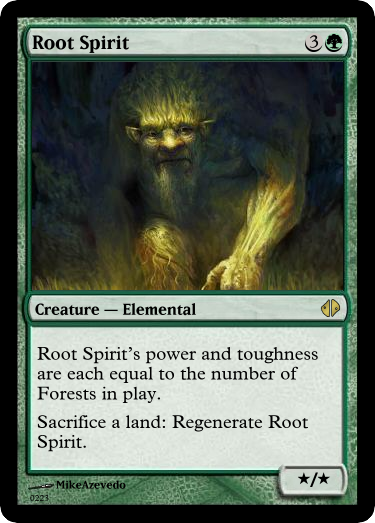 Root Spirit 3
Creature — Elemental
Root Spirit's power and toughness
are each equal to the number of
Forests in play.
Sacrifice a land: Regenerate Root
Spirit.
★/★
MikeAzevedo
0223